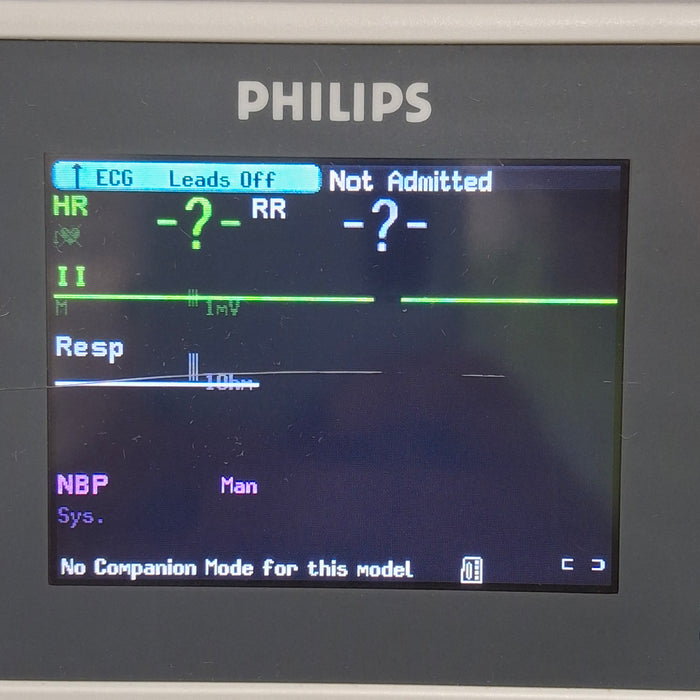 PHILIPS
ECG Leads Off Not Admitted
HR -?- RR -?-
II
M 1mV
Resp
10hm
NBP Man
Sys.
No Companion Mode for this model